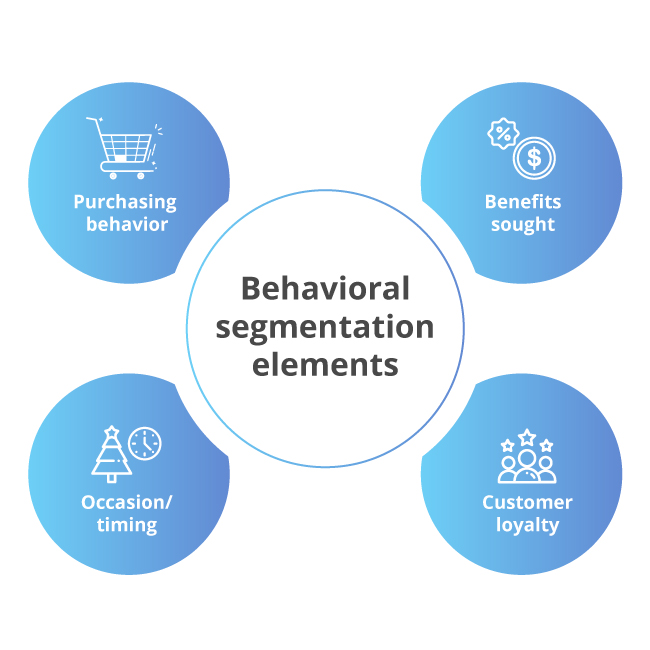 Purchasing
behavior
Benefits
sought
Behavioral
segmentation
elements
Occasion/
timing
Customer
loyalty